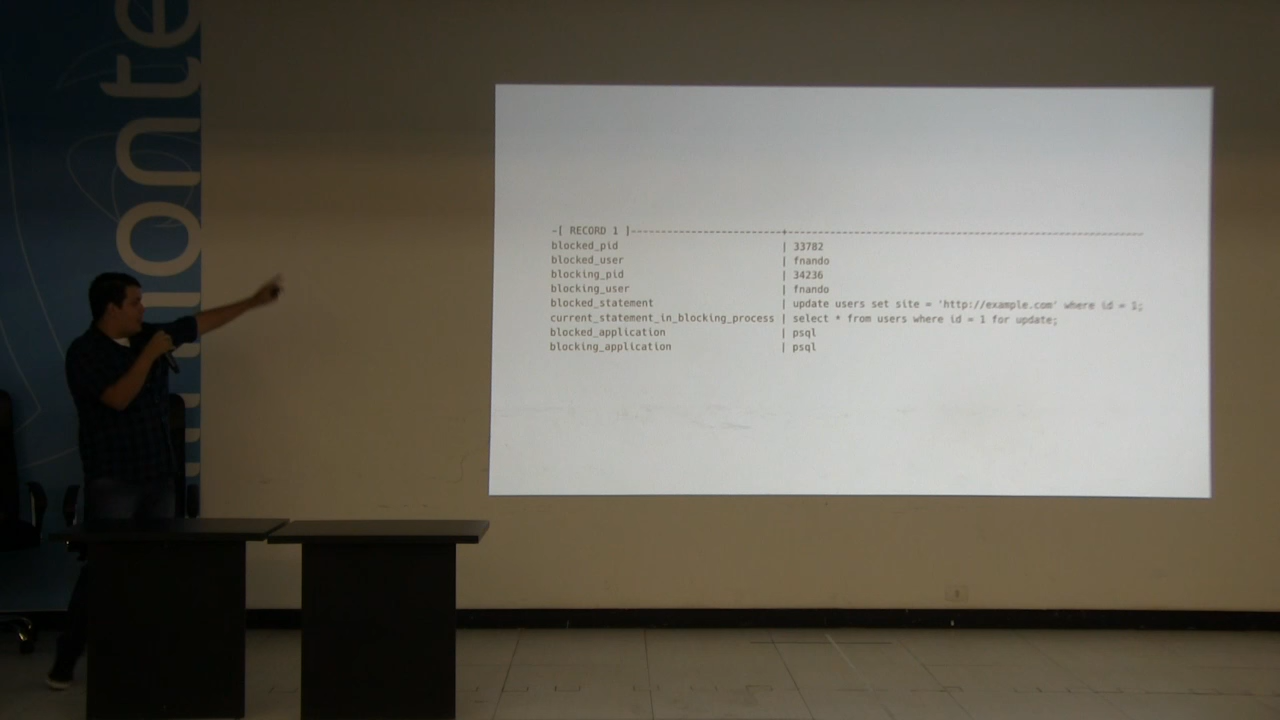 -[ RECORD 1 ]---------------------------+------------------------------------------------------------
blocked_pid | 33782
blocked_user | fnando
blocking_pid | 34236
blocking_user | fnando
blocked_statement | update users set site = 'http://example.com' where id = 1;
current_statement_in_blocking_process | select * from users where id = 1 for update;
blocked_application | psql
blocking_application | psql